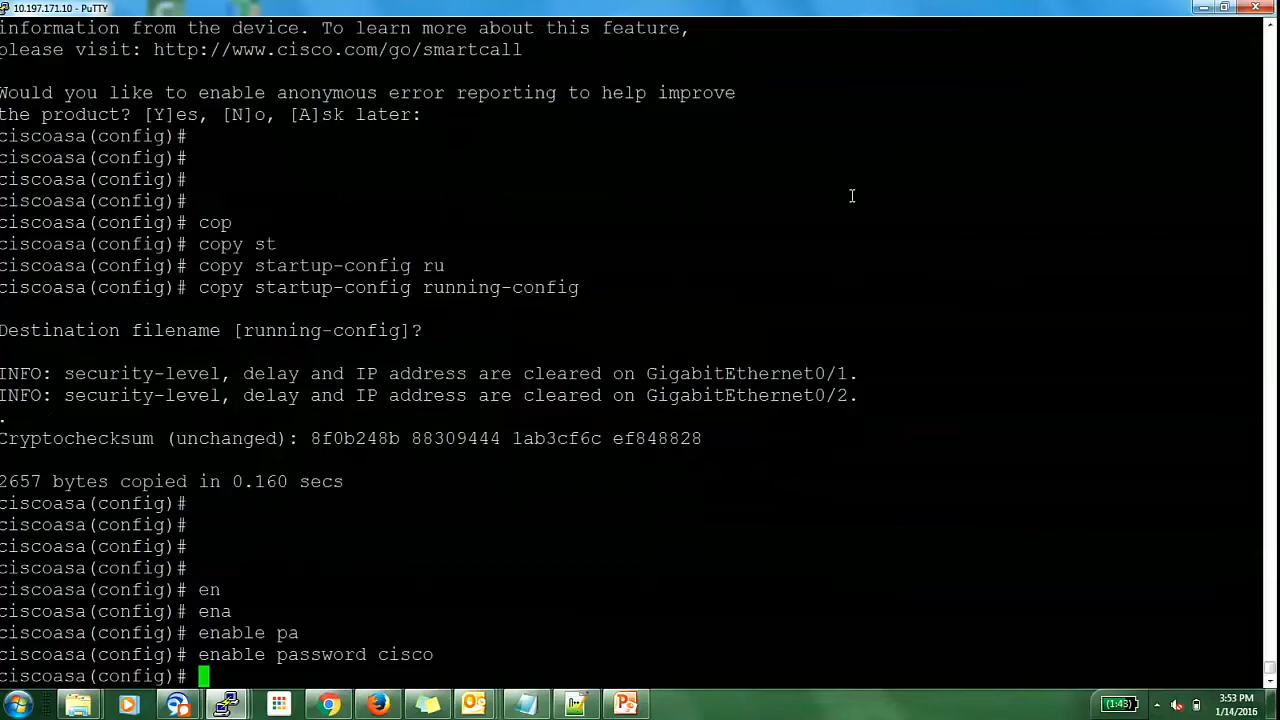 10.197.171.10 - PuTTY
information from the device. To learn more about this feature,
please visit: http://www.cisco.com/go/smartcall
Would you like to enable anonymous error reporting to help improve
the product? [Y]es, [N]o, [A]sk later:
ciscoasa(config)#
ciscoasa(config)#
ciscoasa(config)#
ciscoasa(config)#
ciscoasa(config)# cop
ciscoasa(config)# copy st
ciscoasa(config)# copy startup-config ru
ciscoasa(config)# copy startup-config running-config
Destination filename [running-config]?
INFO: security-level, delay and IP address are cleared on GigabitEthernet0/1.
INFO: security-level, delay and IP address are cleared on GigabitEthernet0/2.
.
Cryptochecksum (unchanged): 8f0b248b 88309444 1ab3cf6c ef848828
2657 bytes copied in 0.160 secs
ciscoasa(config)#
ciscoasa(config)#
ciscoasa(config)#
ciscoasa(config)#
ciscoasa(config)# en
ciscoasa(config)# ena
ciscoasa(config)# enable pa
ciscoasa(config)# enable password cisco
ciscoasa(config)#
(1:43)
3:53 PM
1/14/2016